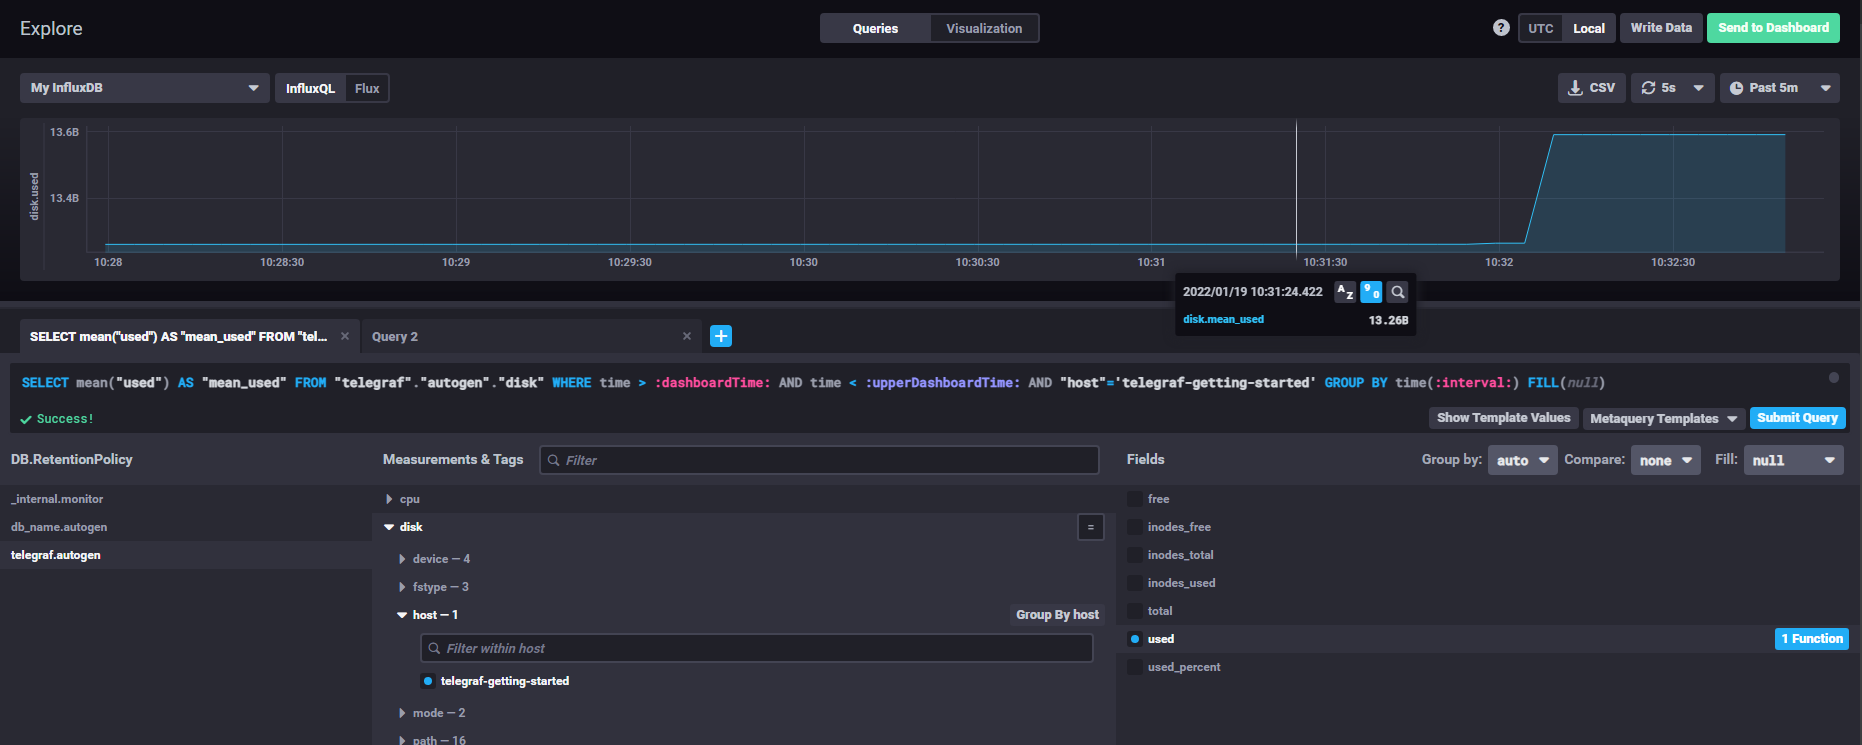 Explore
Queries Visualization
? UTC Local Write Data Send to Dashboard
My InfluxDB InfluxQL Flux
CSV 5s Past 5m
13.6B
13.4B
disk.used
10:28 10:28:30 10:29 10:29:30 10:30 10:30:30 10:31 10:31:30 10:32 10:32:30
2022/01/19 10:31:24.422 A Z 9 0
disk.mean_used 13.26B
SELECT mean("used") AS "mean_used" FROM "tel... × Query 2 × +
SELECT mean("used") AS "mean_used" FROM "telegraf"."autogen"."disk" WHERE time > :dashboardTime: AND time < :upperDashboardTime: AND "host"='telegraf-getting-started' GROUP BY time(:interval:) FILL(null)
Success!
Show Template Values Metaquery Templates Submit Query
DB.RetentionPolicy
_internal.monitor
db_name.autogen
telegraf.autogen
Measurements & Tags Filter
cpu
disk =
device — 4
fstype — 3
host — 1 Group By host
Filter within host
telegraf-getting-started
mode — 2
path — 16
Fields Group by: auto Compare: none Fill: null
free
inodes_free
inodes_total
inodes_used
total
used 1 Function
used_percent